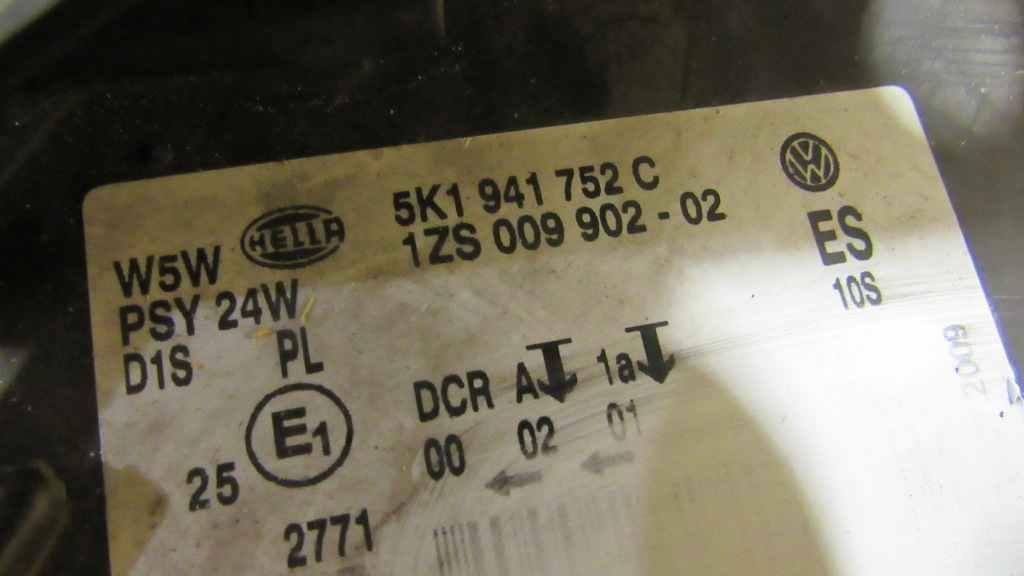 5K1 941 752 C
HELLA
1ZS 009 902 - 02
W5W
PSY 24W
D1S PL
ES
10S
2009
DCR A 1a
E1
00 02 01
25
2771